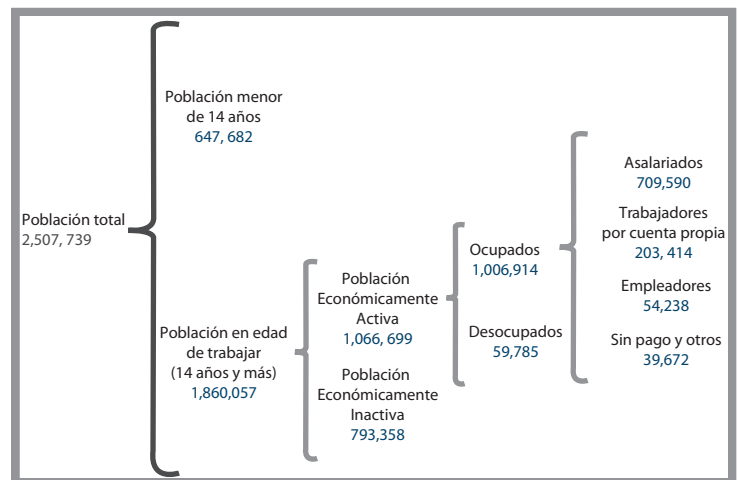 Población total
2,507, 739
Población menor
de 14 años
647, 682
Población en edad
de trabajar
(14 años y más)
1,860,057
Población
Económicamente
Activa
1,066, 699
Población
Económicamente
Inactiva
793,358
Ocupados
1,006,914
Desocupados
59,785
Asalariados
709,590
Trabajadores
por cuenta propia
203, 414
Empleadores
54,238
Sin pago y otros
39,672